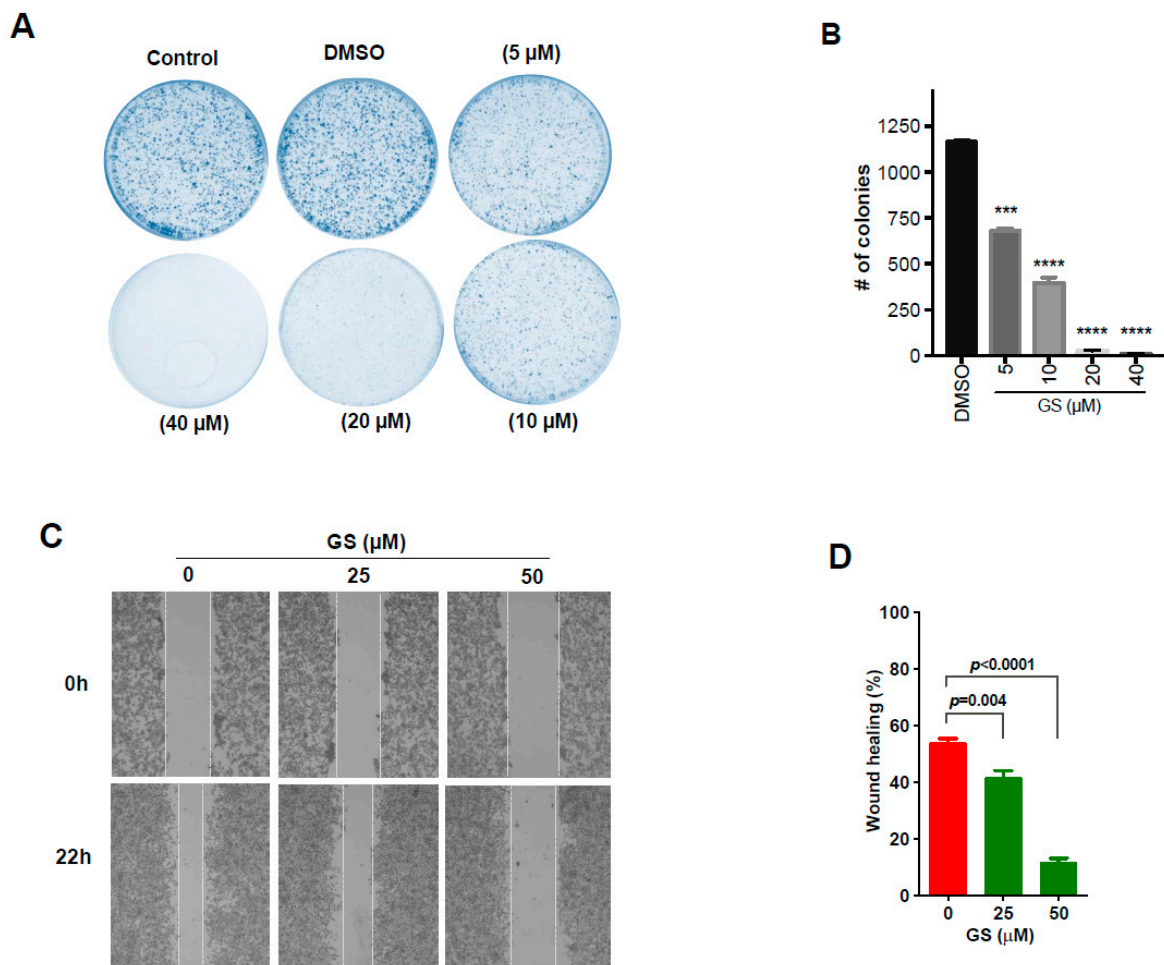 A
Control DMSO (5 µM)
(40 µM) (20 µM) (10 µM)
B
# of colonies
1250
1000
750
500
250
0
***
****
**** ****
DMSO 5 10 20 40
GS (µM)
C
GS (µM)
0 25 50
0h
22h
D
Wound healing (%)
100
80
60
40
20
0
p<0.0001
p=0.004
0 25 50
GS (µM)